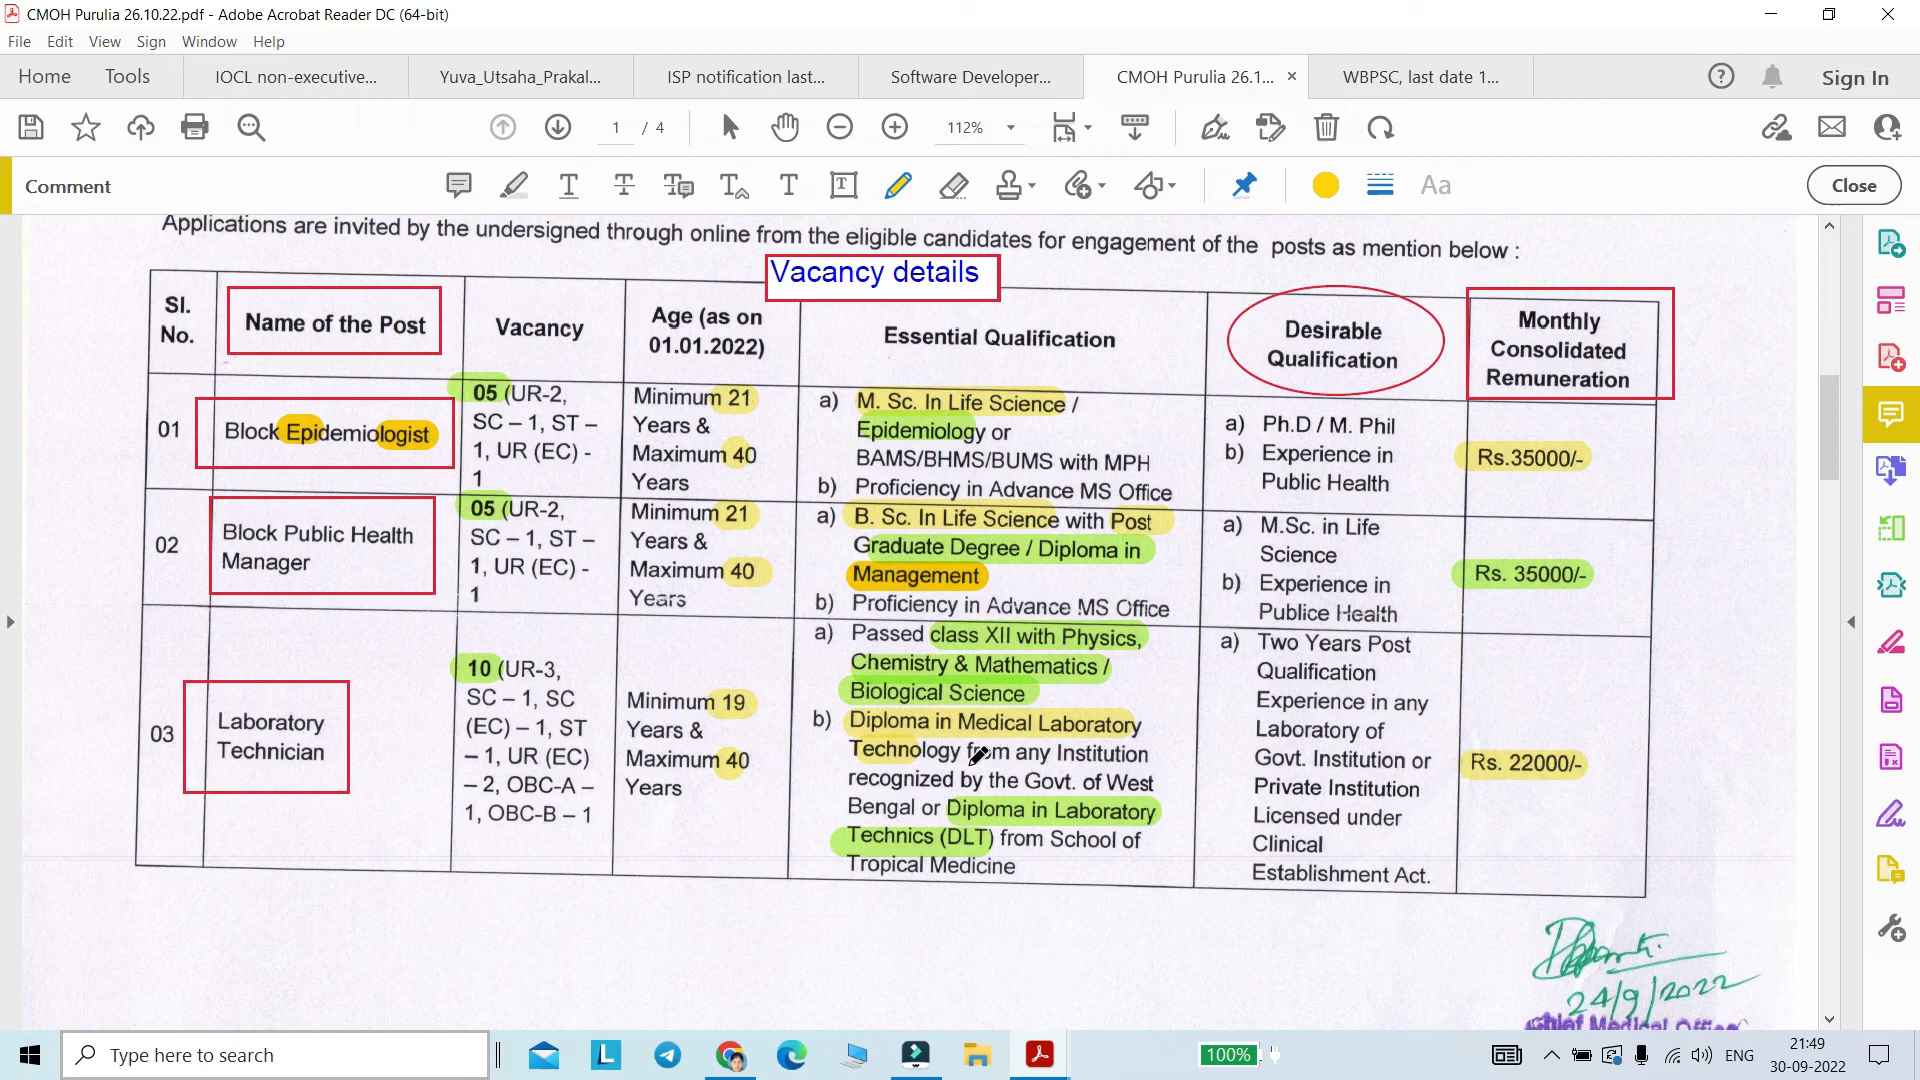 CMOH Purulia 26.10.22.pdf - Adobe Acrobat Reader DC (64-bit)
File Edit View Sign Window Help
Home Tools IOCL non-executive... Yuva_Utsaha_Prakal... ISP notification last... Software Developer... CMOH Purulia 26.1... × WBPSC, last date 1... Sign In
1 / 4 112%
Comment Close
Applications are invited by the undersigned through online from the eligible candidates for engagement of the posts as mention below :
Vacancy details
Sl. No.
Name of the Post
Vacancy
Age (as on
01.01.2022)
Essential Qualification
Desirable
Qualification
Monthly
Consolidated
Remuneration
01
Block Epidemiologist
05 (UR-2,
SC – 1, ST –
1, UR (EC) -
1
Minimum 21
Years &
Maximum 40
Years
a) M. Sc. In Life Science /
Epidemiology or
BAMS/BHMS/BUMS with MPH
b) Proficiency in Advance MS Office
a) Ph.D / M. Phil
b) Experience in
Public Health
Rs.35000/-
02
Block Public Health
Manager
05 (UR-2,
SC – 1, ST –
1, UR (EC) -
1
Minimum 21
Years &
Maximum 40
Years
a) B. Sc. In Life Science with Post
Graduate Degree / Diploma in
Management
b) Proficiency in Advance MS Office
a) M.Sc. in Life
Science
b) Experience in
Publice Health
Rs. 35000/-
03
Laboratory
Technician
10 (UR-3,
SC – 1, SC
(EC) – 1, ST
– 1, UR (EC)
– 2, OBC-A –
1, OBC-B – 1
Minimum 19
Years &
Maximum 40
Years
a) Passed class XII with Physics,
Chemistry & Mathematics /
Biological Science
b) Diploma in Medical Laboratory
Technology from any Institution
recognized by the Govt. of West
Bengal or Diploma in Laboratory
Technics (DLT) from School of
Tropical Medicine
a) Two Years Post
Qualification
Experience in any
Laboratory of
Govt. Institution or
Private Institution
Licensed under
Clinical
Establishment Act.
Rs. 22000/-
24/9/2022
Chief Medical Office
Type here to search
100%
ENG
21:49
30-09-2022